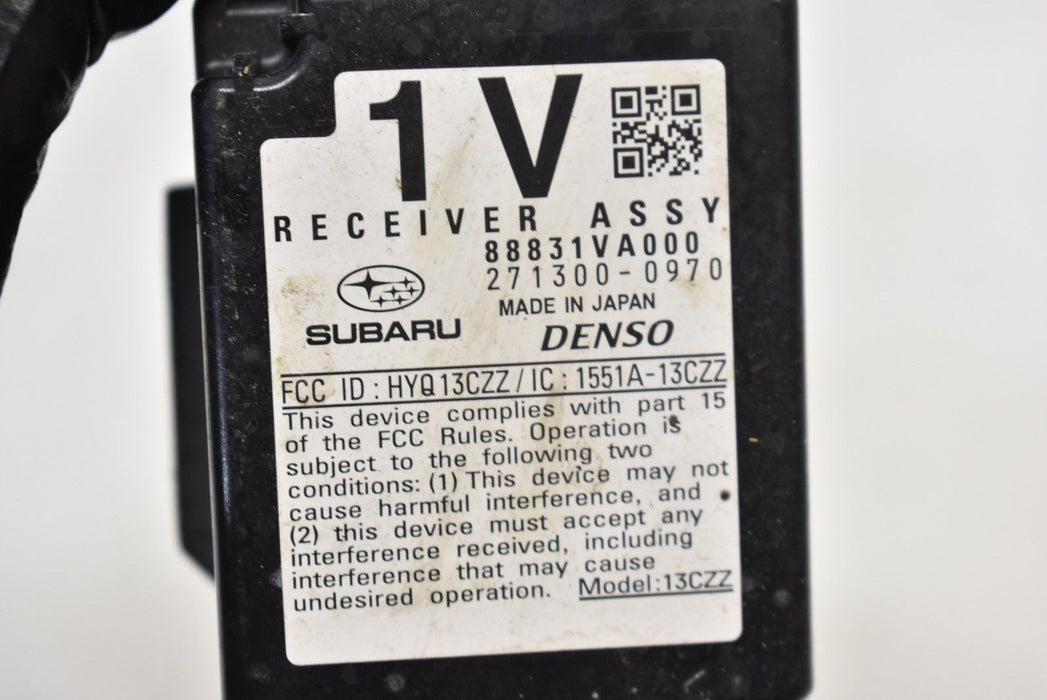 1V
RECEIVER ASSY
88831VA000
271300-0970
MADE IN JAPAN
SUBARU
DENSO
FCC ID : HYQ13CZZ / IC : 1551A-13CZZ
This device complies with part 15
of the FCC Rules. Operation is
subject to the following two
conditions: (1) This device may not
cause harmful interference, and
(2) this device must accept any
interference received, including
interference that may cause
undesired operation. Model:13CZZ